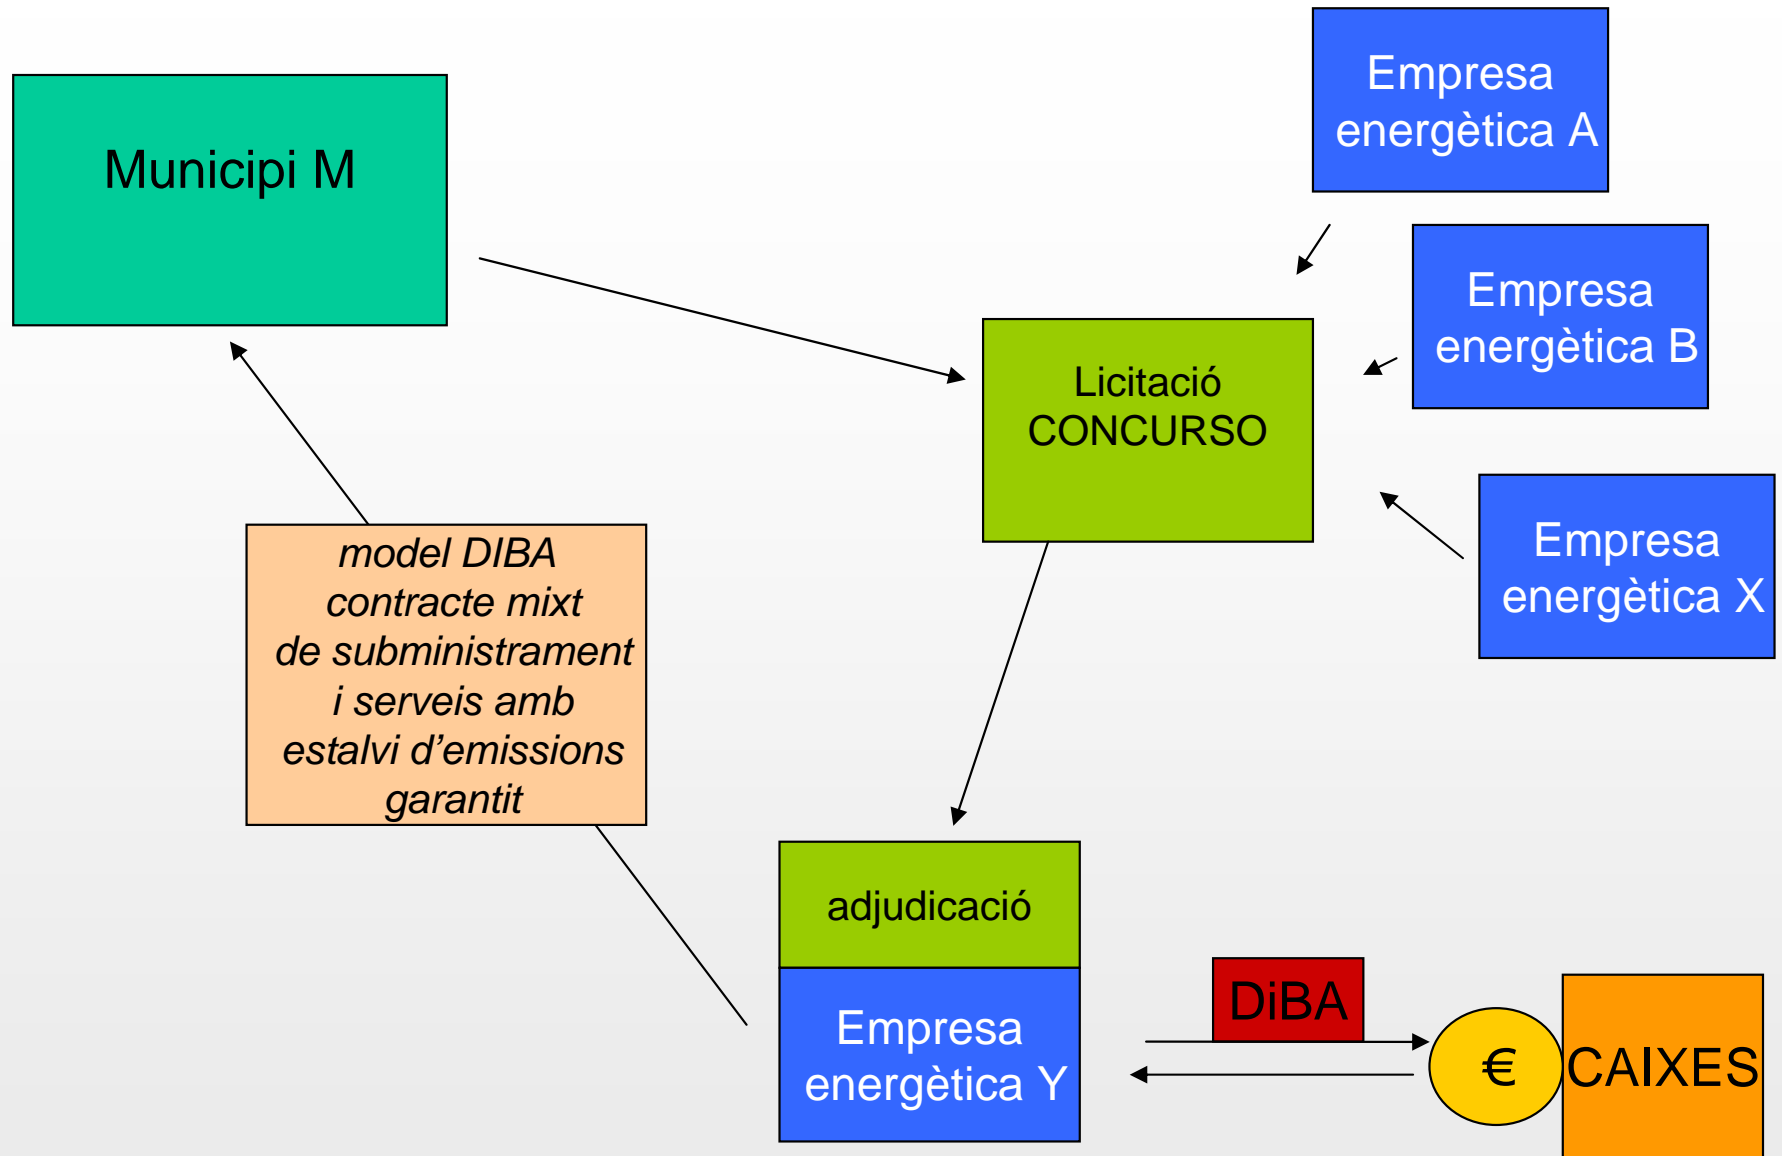 Empresa
energètica A
Municipi M
Empresa
energètica B
Licitació
CONCURSO
Empresa
energètica X
model DIBA
contracte mixt
de subministrament
i serveis amb
estalvi d’emissions
garantit
adjudicació
Empresa
energètica Y
DiBA
€
CAIXES